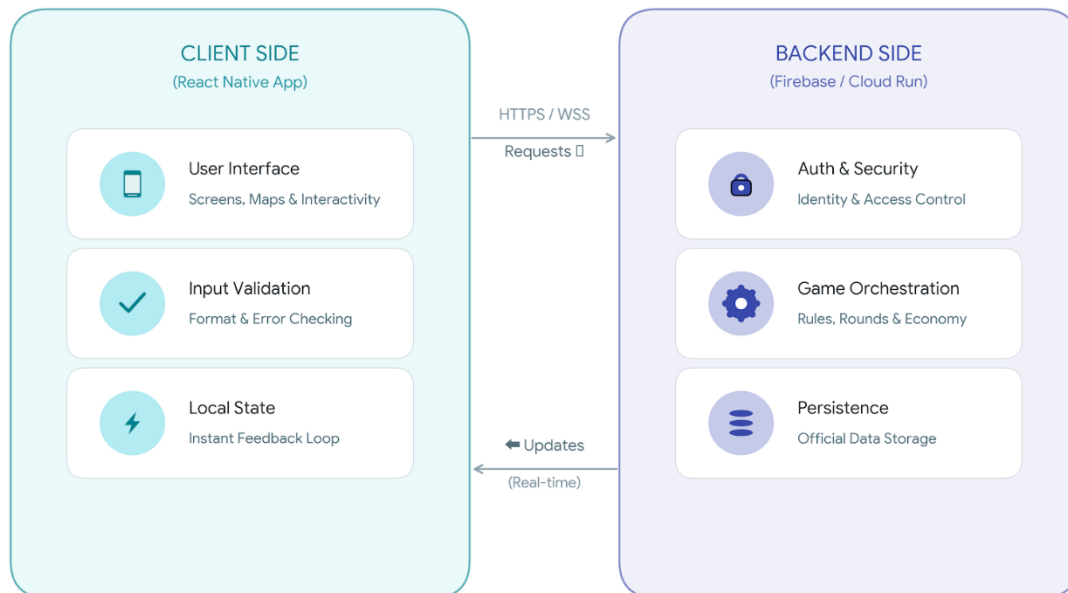 CLIENT SIDE
(React Native App)
User Interface
Screens, Maps & Interactivity
Input Validation
Format & Error Checking
Local State
Instant Feedback Loop
HTTPS / WSS
Requests ▯
⬅ Updates
(Real-time)
BACKEND SIDE
(Firebase / Cloud Run)
Auth & Security
Identity & Access Control
Game Orchestration
Rules, Rounds & Economy
Persistence
Official Data Storage